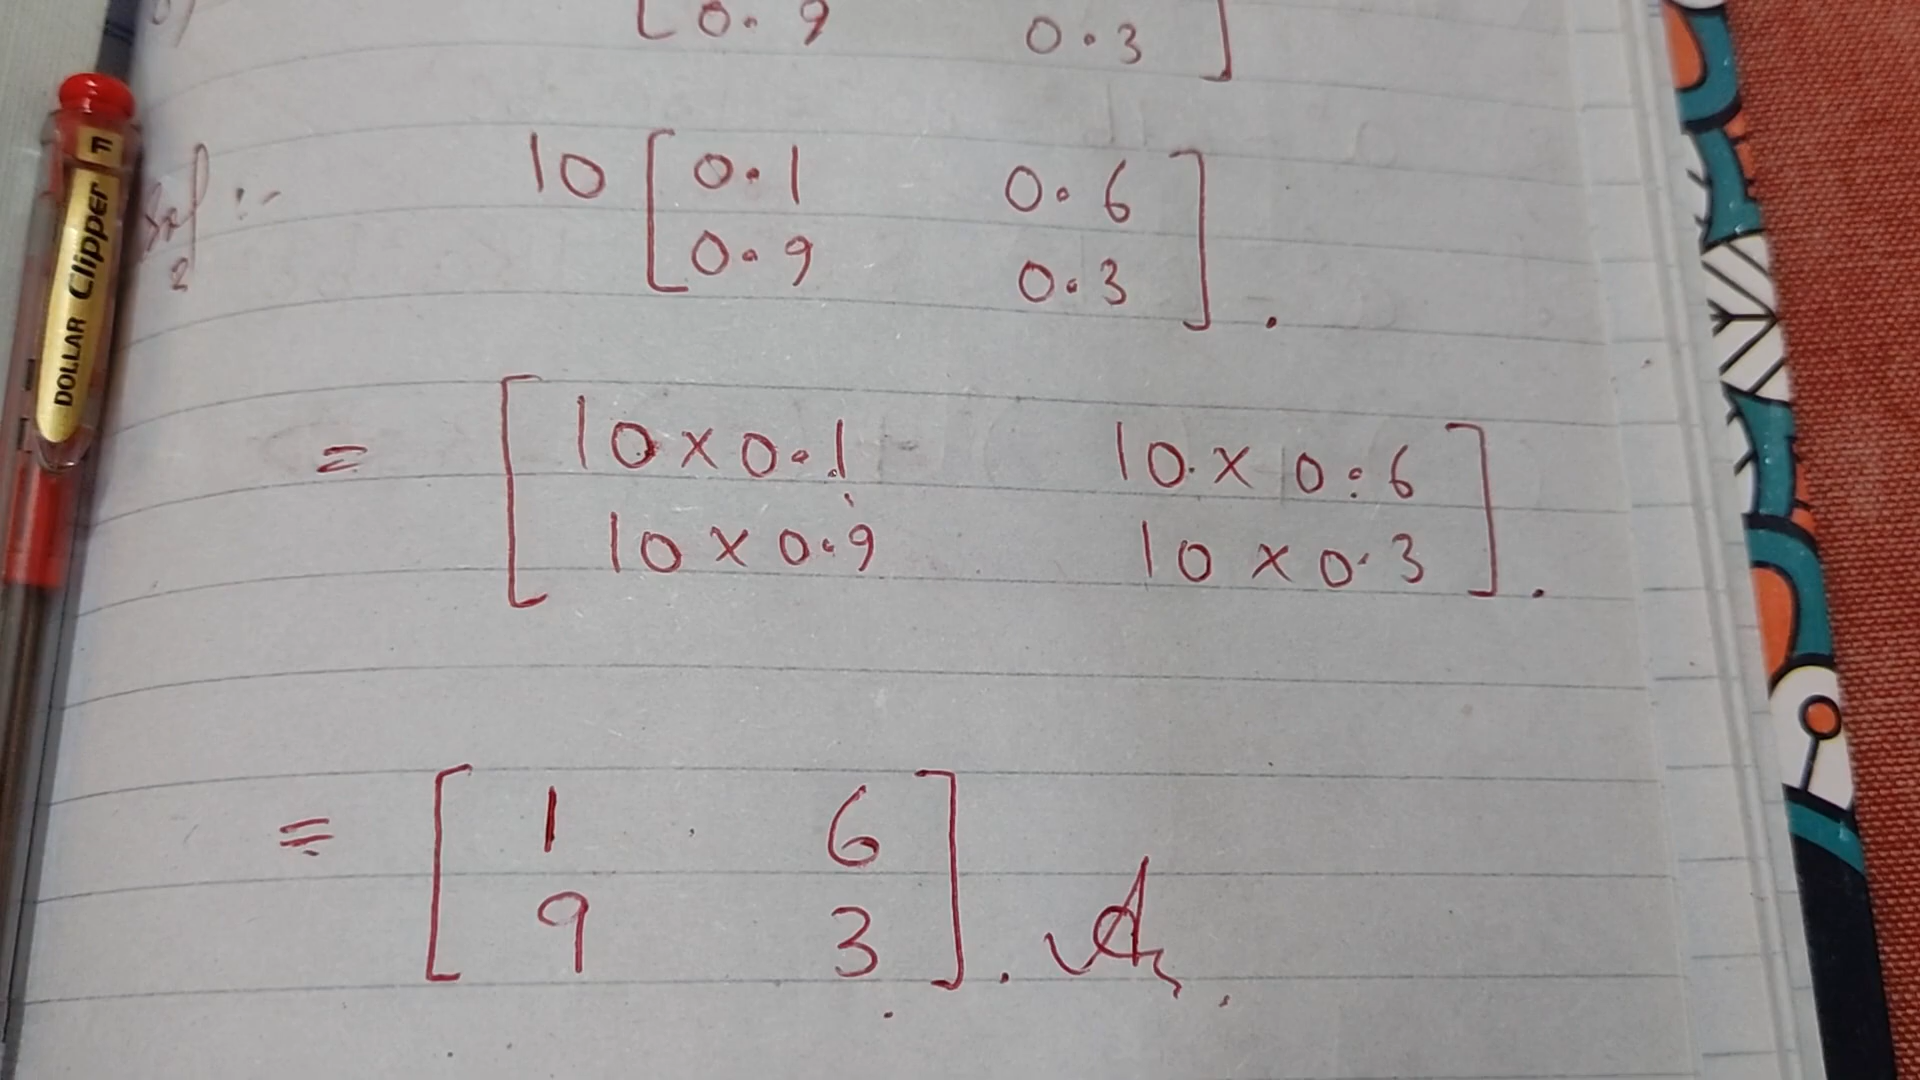 [0.9 0.3]
Sol :- 10 [0.1 0.6
0.9 0.3].
= [10 x 0.1 10 x 0.6
10 x 0.9 10 x 0.3].
= [1 6
9 3]. Ans.
DOLLAR Clipper F